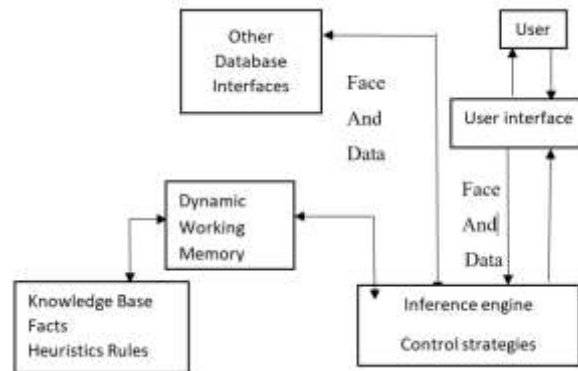 Other
Database
Interfaces
User
Face
And
Data
User interface
Face
And
Data
Dynamic
Working
Memory
Knowledge Base
Facts
Heuristics Rules
Inference engine
Control strategies